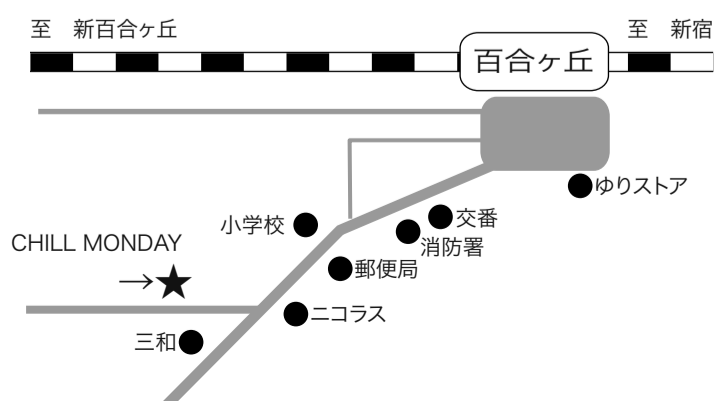 至　新百合ヶ丘
至　新宿
百合ヶ丘
ゆりストア
小学校
交番
消防署
CHILL MONDAY
→★
郵便局
ニコラス
三和